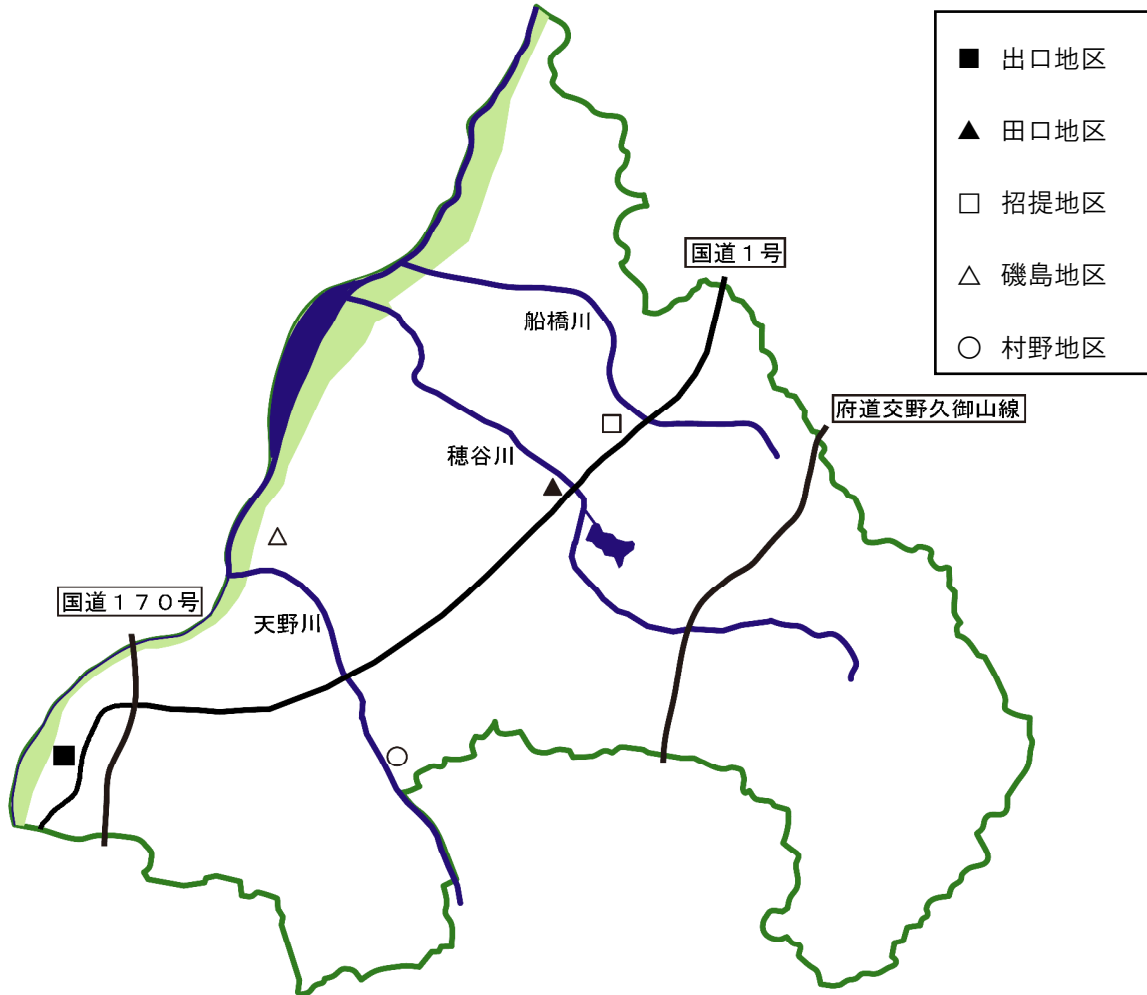 ■ 出口地区
▲ 田口地区
□ 招提地区
△ 磯島地区
○ 村野地区
国道１号
船橋川
府道交野久御山線
穂谷川
国道１７０号
天野川